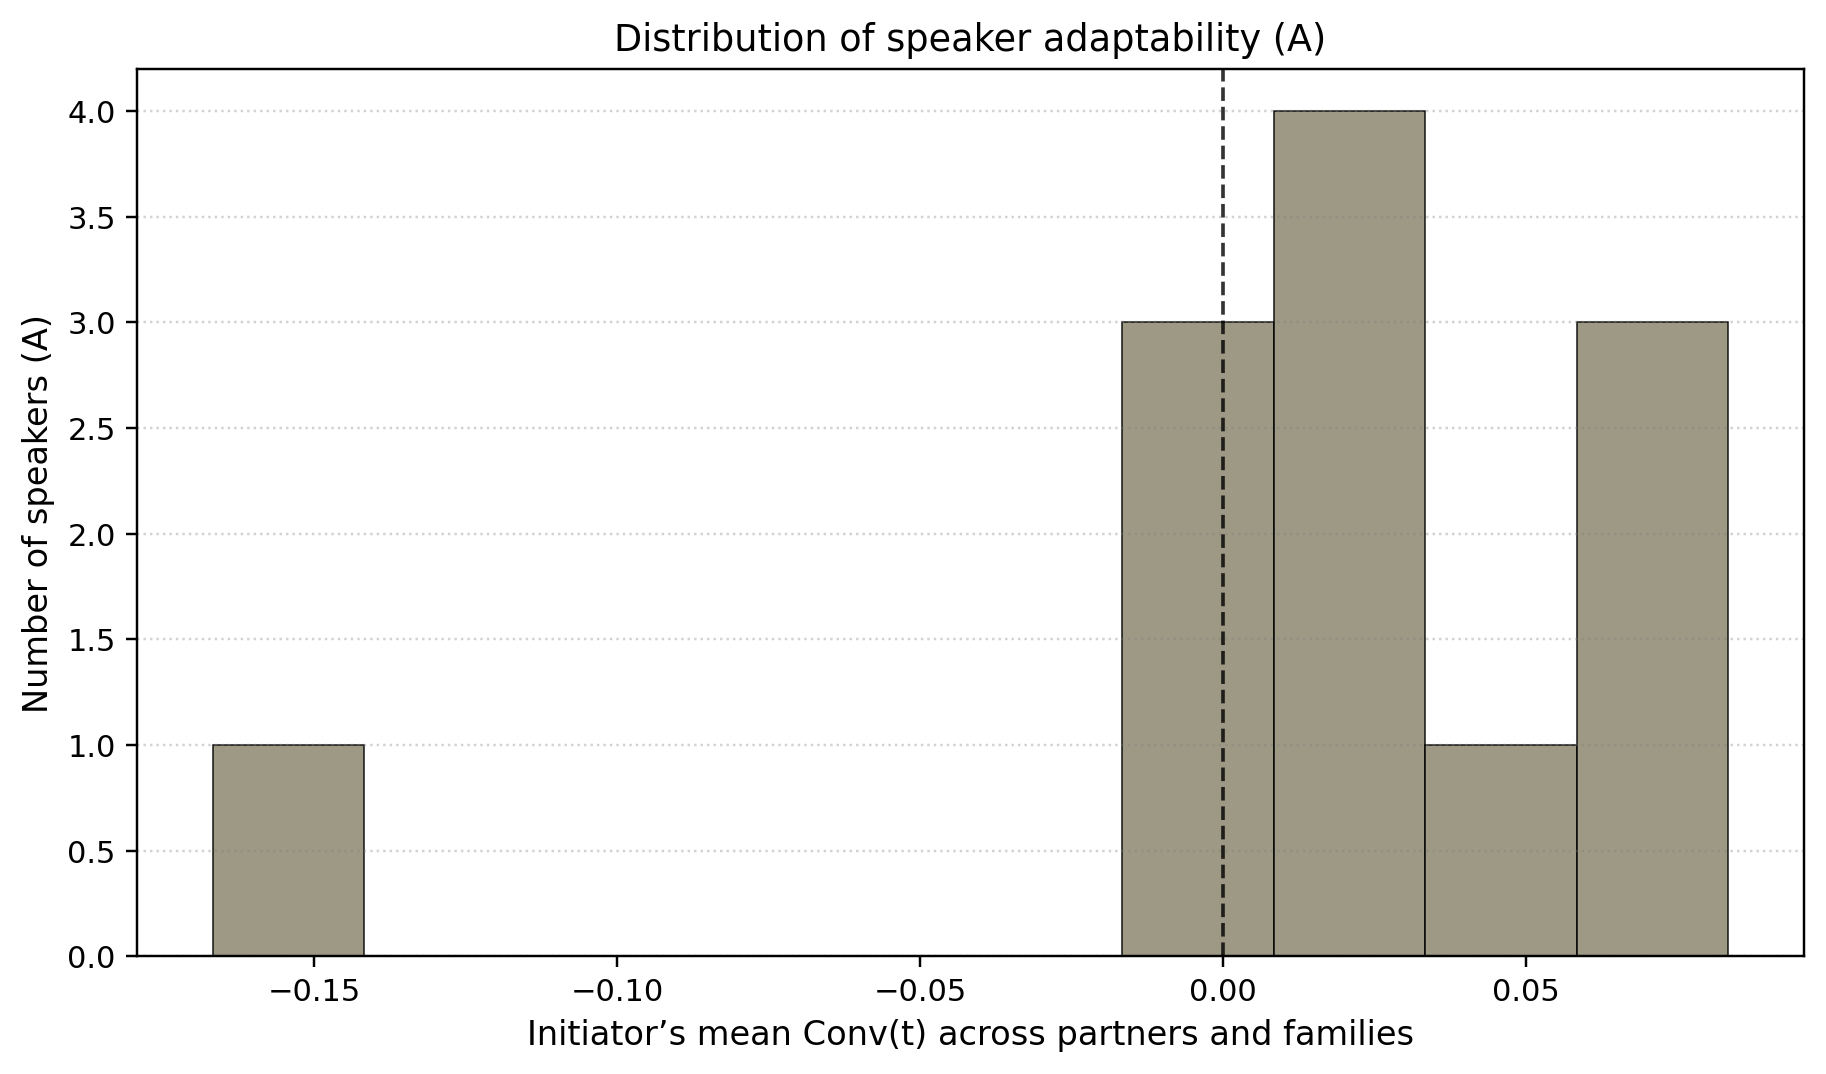 Distribution of speaker adaptability (A)
Number of speakers (A)
4.0
3.5
3.0
2.5
2.0
1.5
1.0
0.5
0.0
−0.15 −0.10 −0.05 0.00 0.05
Initiator’s mean Conv(t) across partners and families